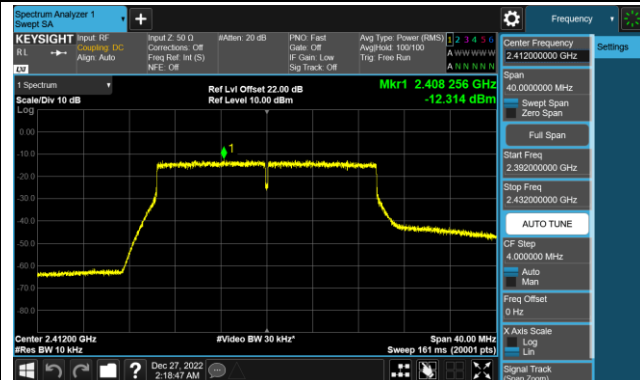 Spectrum Analyzer 1
Swept SA
Frequency
KEYSIGHT Input: RF Input Z: 50 Ω #Atten: 20 dB PNO: Fast Avg Type: Power (RMS) 1 2 3 4 5 6
RL Coupling: DC Corrections: Off Gate: Off Avg|Hold: 100/100 A W W W W W
Align: Auto Freq Ref: Int (S) IF Gain: Low Trig: Free Run A N N N N N
NFE: Off Sig Track: Off
LXI
1 Spectrum
Scale/Div 10 dB
Ref Lvl Offset 22.00 dB
Ref Level 10.00 dBm
Mkr1 2.408 256 GHz
-12.314 dBm
Log
0.00
-10.0
-20.0
-30.0
-40.0
-50.0
-60.0
-70.0
-80.0
1
Center 2.41200 GHz #Video BW 30 kHz* Span 40.00 MHz
#Res BW 10 kHz Sweep 161 ms (20001 pts)
Dec 27, 2022
2:18:47 AM
?
Center Frequency
2.412000000 GHz
Settings
Span
40.0000000 MHz
Swept Span
Zero Span
Full Span
Start Freq
2.392000000 GHz
Stop Freq
2.432000000 GHz
AUTO TUNE
CF Step
4.000000 MHz
Auto
Man
Freq Offset
0 Hz
X Axis Scale
Log
Lin
Signal Track
(Span Zoom)